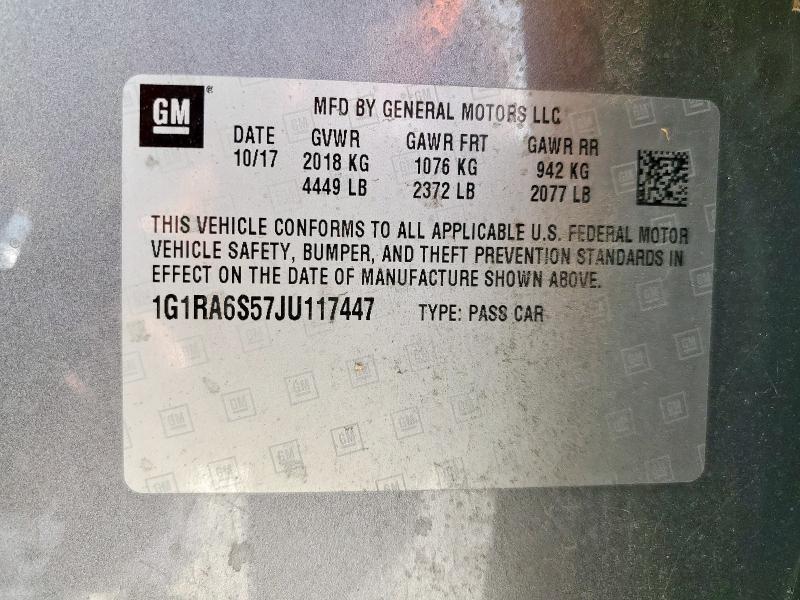 GM ®
MFD BY GENERAL MOTORS LLC
DATE GVWR GAWR FRT GAWR RR
10/17 2018 KG 1076 KG 942 KG
4449 LB 2372 LB 2077 LB
THIS VEHICLE CONFORMS TO ALL APPLICABLE U.S. FEDERAL MOTOR
VEHICLE SAFETY, BUMPER, AND THEFT PREVENTION STANDARDS IN
EFFECT ON THE DATE OF MANUFACTURE SHOWN ABOVE.
1G1RA6S57JU117447 TYPE: PASS CAR